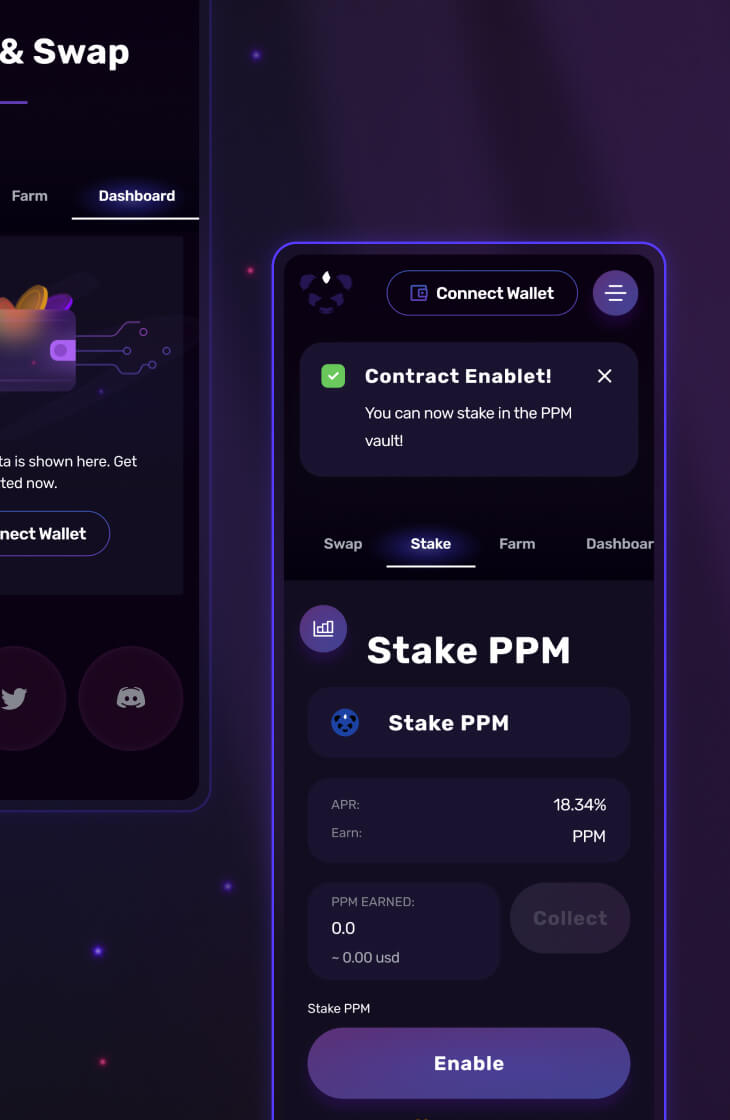 & Swap
Farm
Dashboard
ta is shown here. Get
ted now.
nect Wallet
Connect Wallet
Contract Enablet!
You can now stake in the PPM
vault!
Swap
Stake
Farm
Dashboar
Stake PPM
Stake PPM
APR:
18.34%
Earn:
PPM
PPM EARNED:
0.0
~ 0.00 usd
Collect
Stake PPM
Enable